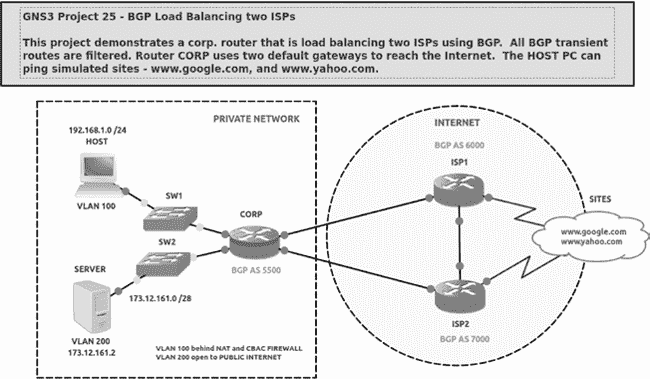 GNS3 Project 25 - BGP Load Balancing two ISPs
This project demonstrates a corp. router that is load balancing two ISPs using BGP. All BGP transient
routes are filtered. Router CORP uses two default gateways to reach the Internet. The HOST PC can
ping simulated sites - www.google.com, and www.yahoo.com.
PRIVATE NETWORK
INTERNET
192.168.1.0 /24
HOST
VLAN 100
SW1
CORP
BGP AS 5500
SW2
SERVER
173.12.161.0 /28
VLAN 200
173.12.161.2
VLAN 100 behind NAT and CBAC FIREWALL
VLAN 200 open to PUBLIC INTERNET
BGP AS 6000
ISP1
SITES
www.google.com
www.yahoo.com
ISP2
BGP AS 7000